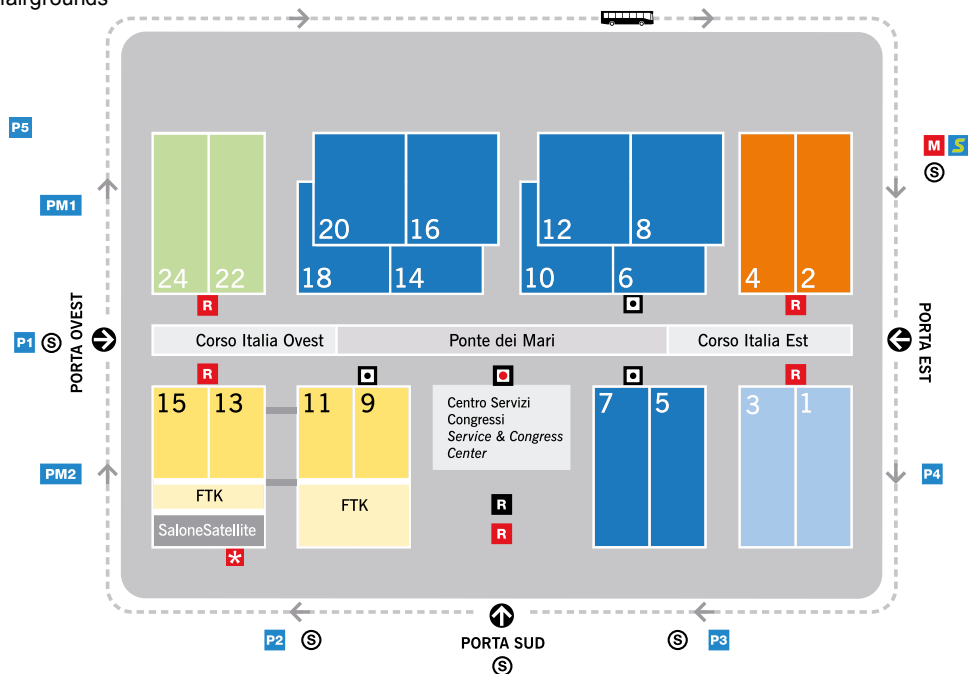 fairgrounds
P5
M S
S
PM1
20 16
12 8
24 22
18 14
10 6
4 2
R
R
P1 S
PORTA OVEST
Corso Italia Ovest
Ponte dei Mari
Corso Italia Est
PORTA EST
R
R
15 13
11 9
7 5
3 1
Centro Servizi
Congressi
Service & Congress
Center
PM2
P4
FTK
FTK
R
SaloneSatellite
R
*
P2 S
PORTA SUD
S
S P3